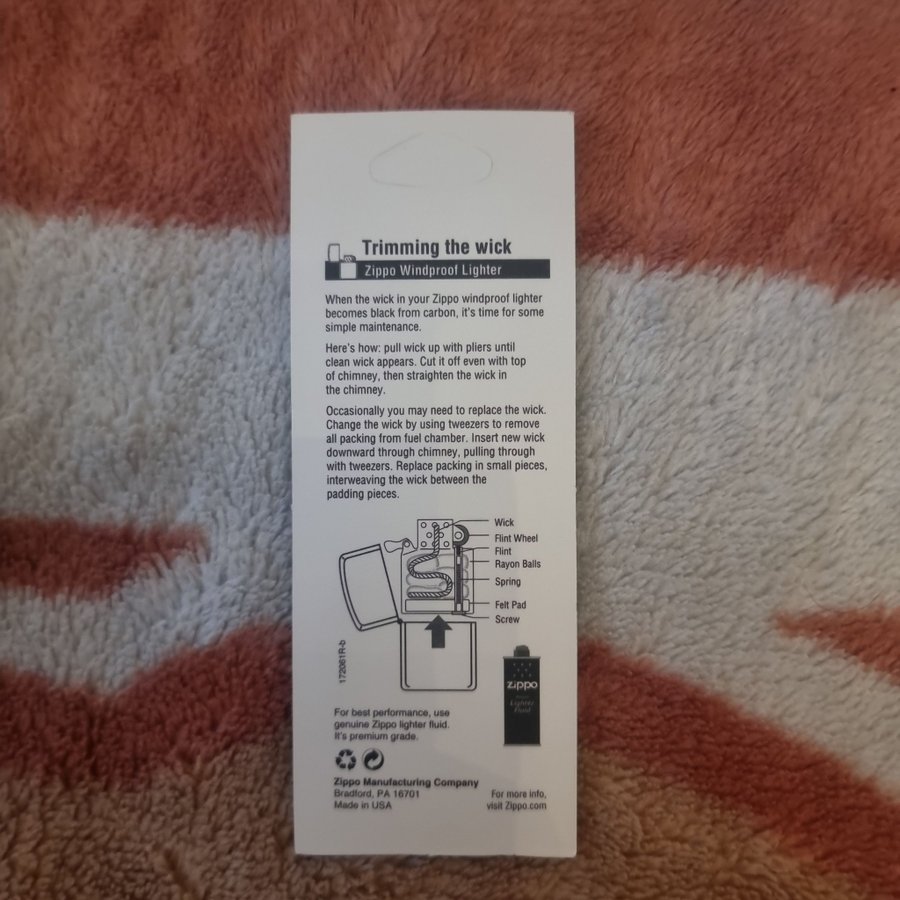 Trimming the wick
Zippo Windproof Lighter
When the wick in your Zippo windproof lighter
becomes black from carbon, it's time for some
simple maintenance.
Here's how: pull wick up with pliers until
clean wick appears. Cut it off even with top
of chimney, then straighten the wick in
the chimney.
Occasionally you may need to replace the wick.
Change the wick by using tweezers to remove
all packing from fuel chamber. Insert new wick
downward through chimney, pulling through
with tweezers. Replace packing in small pieces,
interweaving the wick between the
padding pieces.
Wick
Flint Wheel
Flint
Rayon Balls
Spring
Felt Pad
Screw
172061R-b
zippo
Lighter
Fluid
For best performance, use
genuine Zippo lighter fluid.
It's premium grade.
Zippo Manufacturing Company
Bradford, PA 16701
Made in USA
For more info,
visit Zippo.com